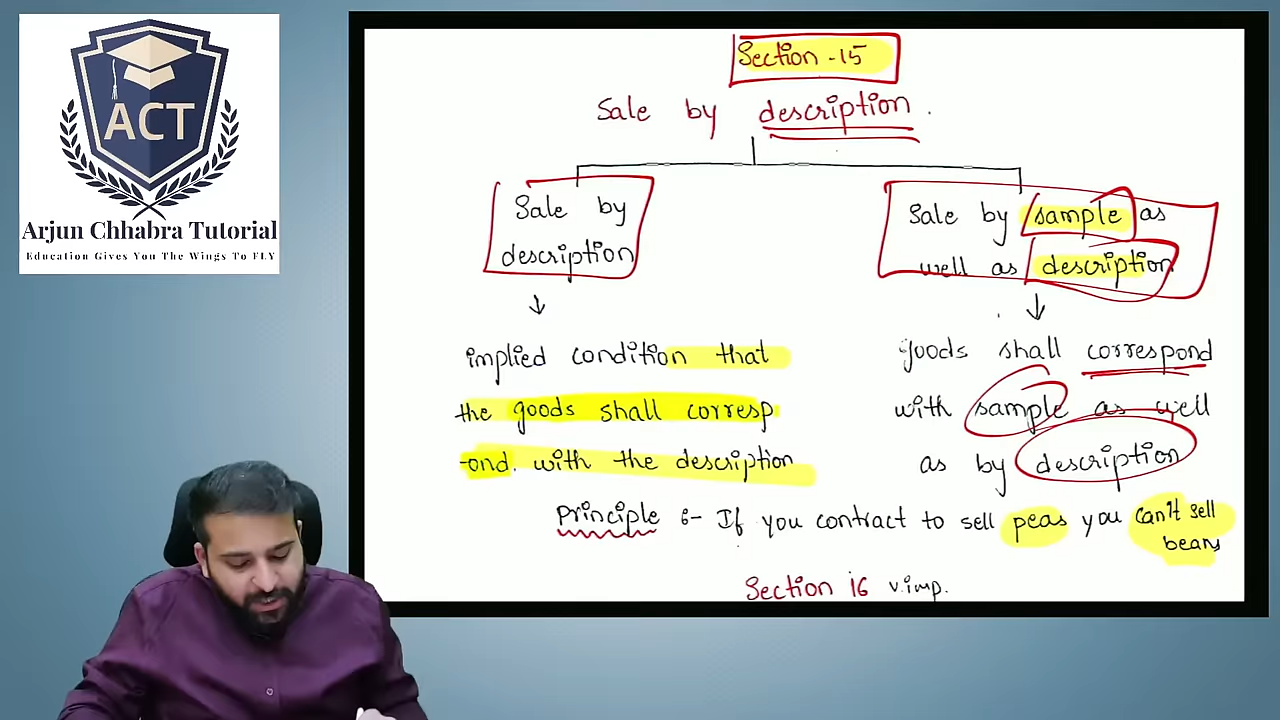 ACT
Arjun Chhabra Tutorial
Education Gives You The Wings To FLY
Section -15
Sale by description.
Sale by
description
Sale by sample as
well as description
implied condition that
the goods shall corresp
-ond. with the description
goods shall correspond
with sample as well
as by description
Principle :- If you contract to sell peas you can't sell
beans
Section 16 v.imp.